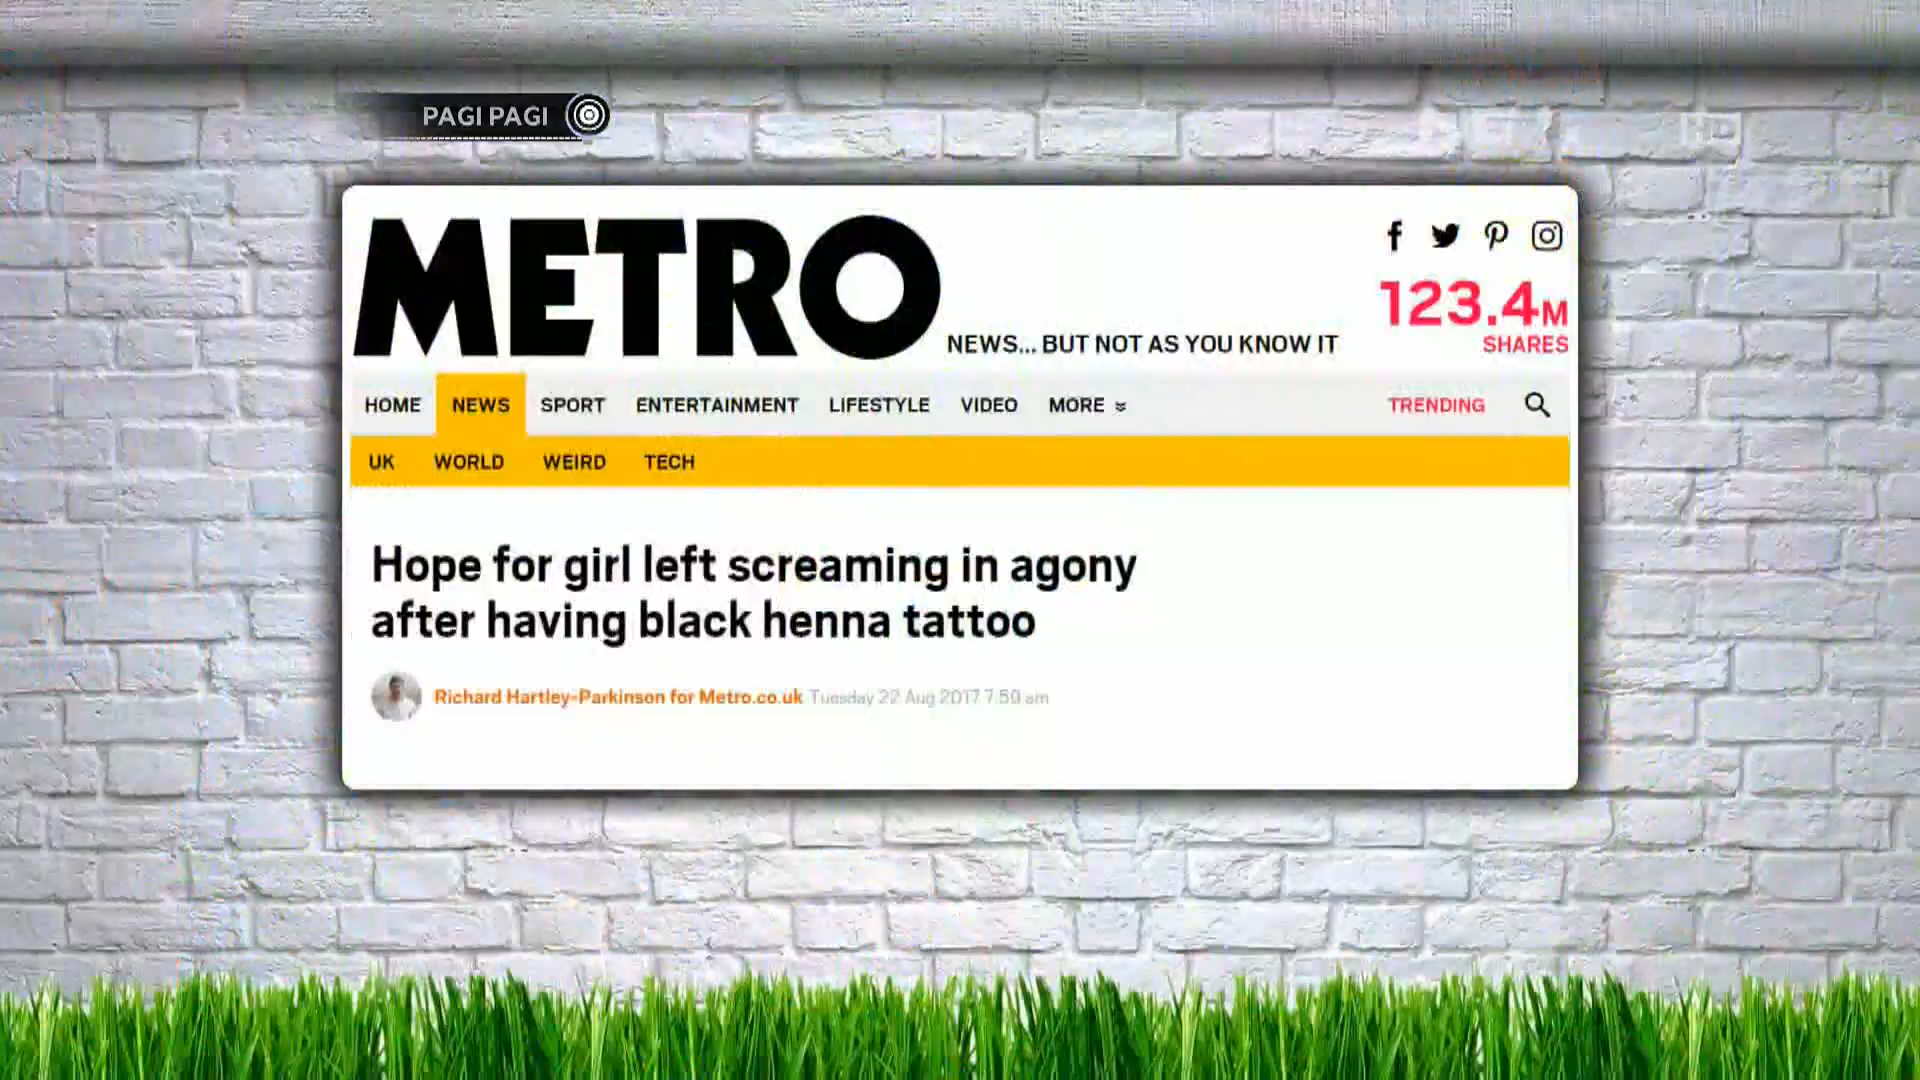 PAGI PAGI
HD
METRO
NEWS... BUT NOT AS YOU KNOW IT
123.4M
SHARES
HOME NEWS SPORT ENTERTAINMENT LIFESTYLE VIDEO MORE TRENDING
UK WORLD WEIRD TECH
Hope for girl left screaming in agony
after having black henna tattoo
Richard Hartley-Parkinson for Metro.co.uk Tuesday 22 Aug 2017 7:59 am